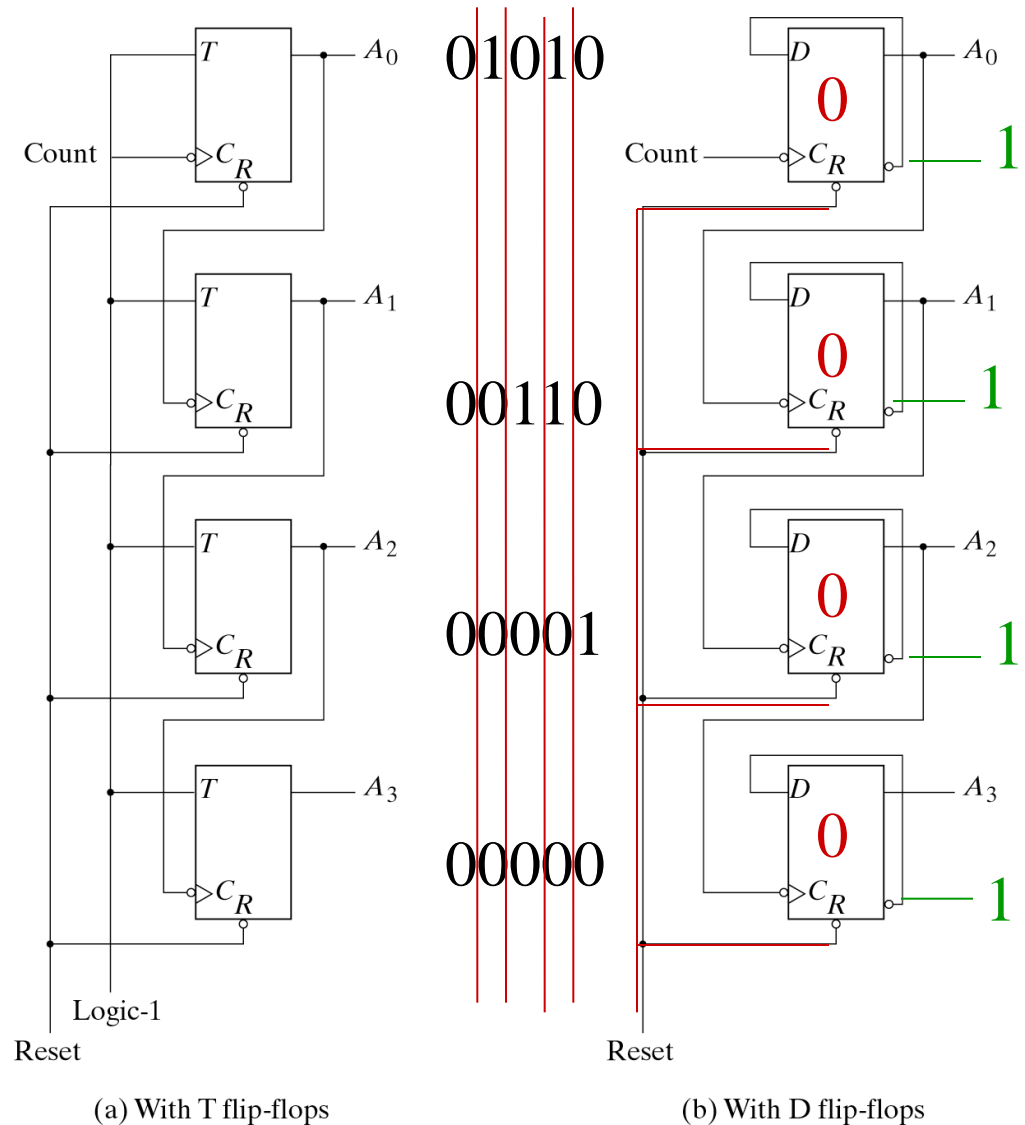 T
A0
Count
C
R
T
A1
C
R
T
A2
C
R
T
A3
C
R
Logic-1
Reset
(a) With T flip-flops
01010
00110
00001
00000
D
A0
0
Count
C
R
1
D
A1
0
C
R
1
D
A2
0
C
R
1
D
A3
0
C
R
1
Reset
(b) With D flip-flops